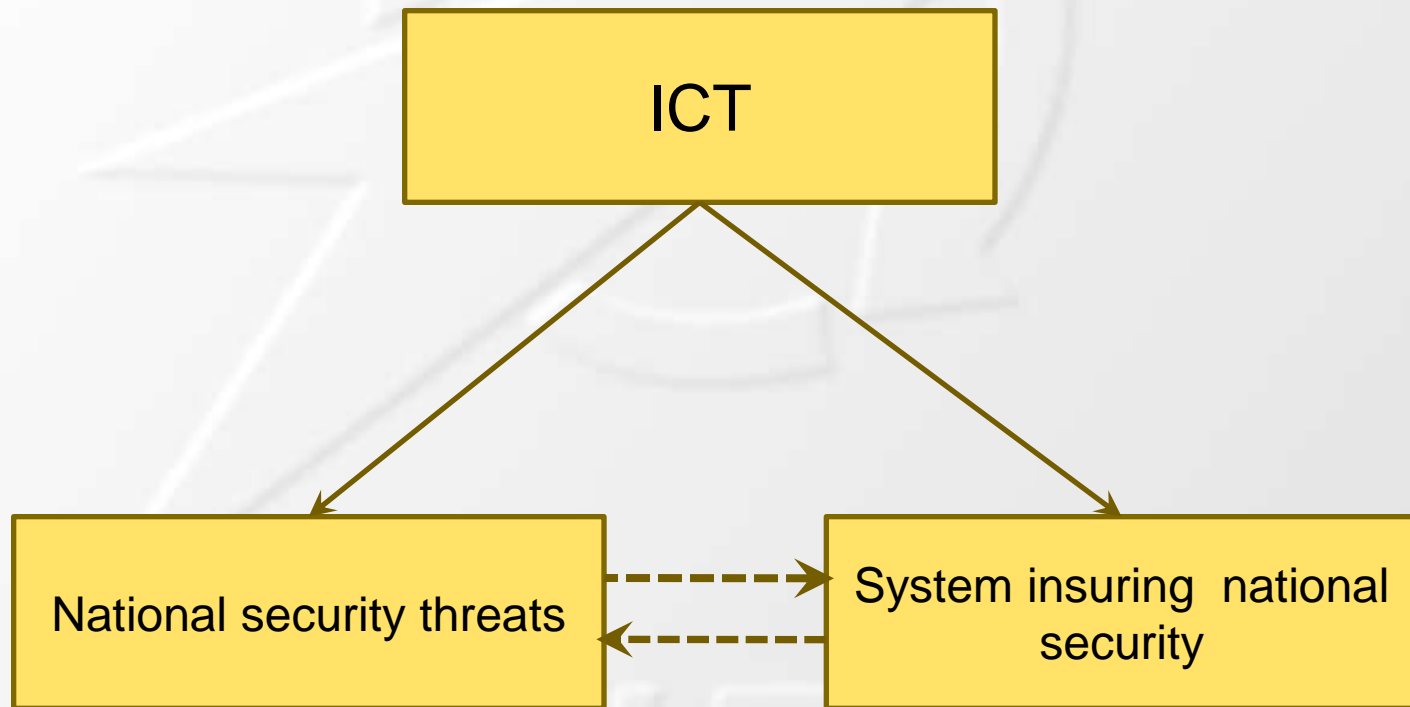 ICT
National security threats
System insuring national
security